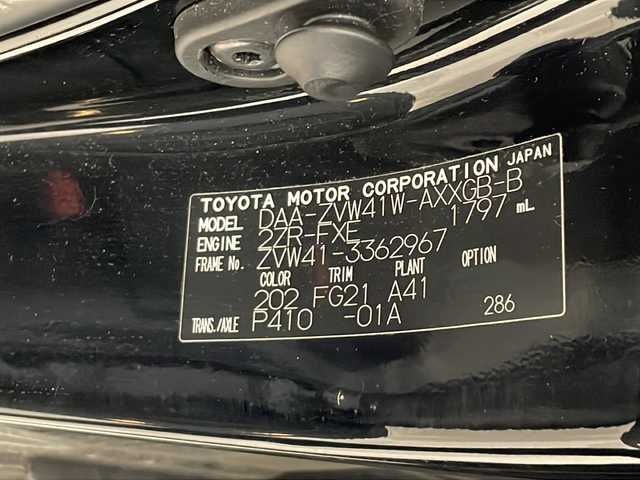 TOYOTA MOTOR CORPORATION JAPAN
MODEL DAA-ZVW41W-AXXGB-B
ENGINE 2ZR-FXE 1797 mL
FRAME No. ZVW41-3362967
COLOR TRIM PLANT OPTION
202 FG21 A41
TRANS./AXLE P410 -01A 286